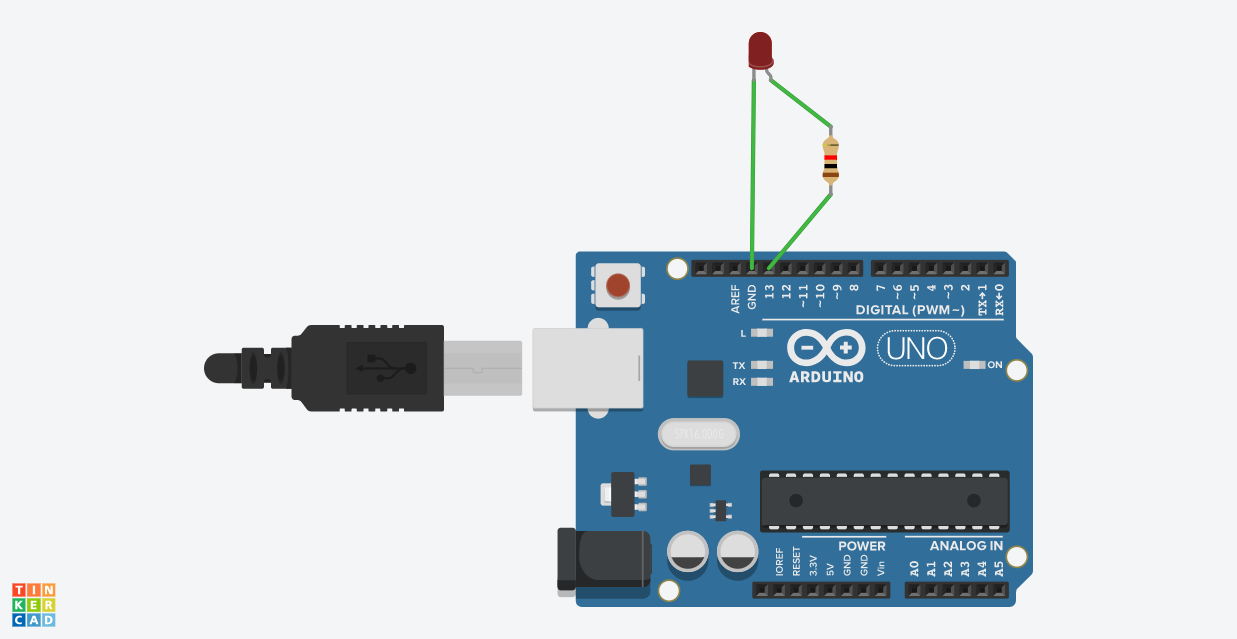 AREF
GND
13
12
~11
~10
~9
8
7
~6
~5
4
~3
2
TX→1
RX←0
DIGITAL (PWM~)
L
TX
RX
ARDUINO
UNO
ON
POWER
ANALOG IN
IOREF
RESET
3.3V
5V
GND
GND
Vin
A0
A1
A2
A3
A4
A5
TIN
KER
CAD